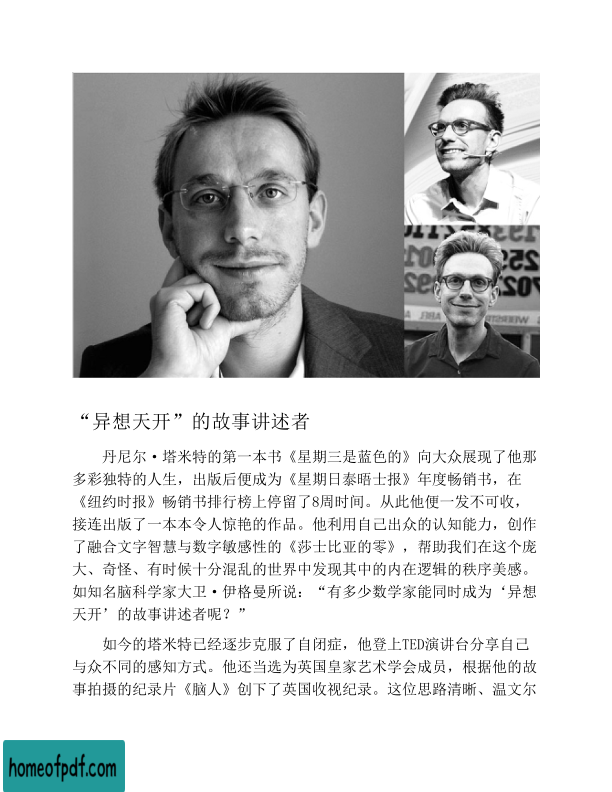 “异想天开”的故事讲述者
丹尼尔·塔米特的第一本书《星期三是蓝色的》向大众展现了他那
多彩独特的人生，出版后便成为《星期日泰晤士报》年度畅销书，在
《纽约时报》畅销书排行榜上停留了8周时间。从此他便一发不可收，
接连出版了一本本令人惊艳的作品。他利用自己出众的认知能力，创作
了融合文字智慧与数字敏感性的《莎士比亚的零》，帮助我们在这个庞
大、奇怪、有时候十分混乱的世界中发现其中的内在逻辑的秩序美感。
如知名脑科学家大卫·伊格曼所说：“有多少数学家能同时成为‘异想
天开’的故事讲述者呢？”
如今的塔米特已经逐步克服了自闭症，他登上TED演讲台分享自己
与众不同的感知方式。他还当选为英国皇家艺术学会成员，根据他的故
事拍摄的纪录片《脑人》创下了英国收视纪录。这位思路清晰、温文尔
homeofpdf.com